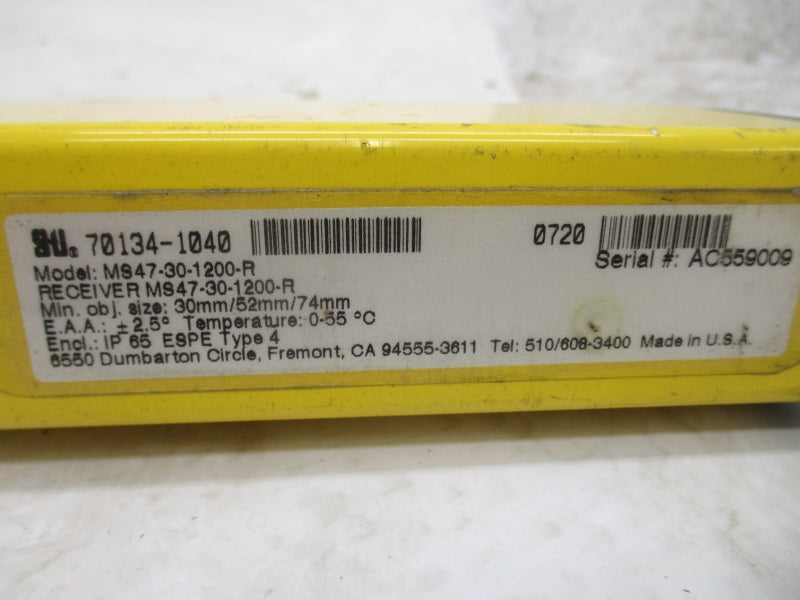 STI® 70134-1040 0720
Serial #: AC559009
Model: MS47-30-1200-R
RECEIVER MS47-30-1200-R
Min. obj. size: 30mm/52mm/74mm
E.A.A.: ± 2.5° Temperature: 0-55 °C
Encl.: IP 65 ESPE Type 4
6550 Dumbarton Circle, Fremont, CA 94555-3611 Tel: 510/608-3400 Made in U.S.A.